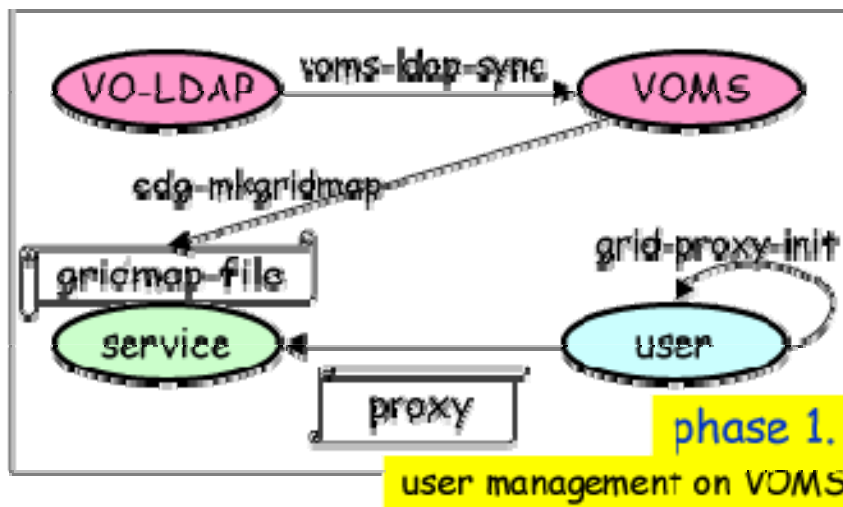 voms-ldap-sync
VO-LDAP
VOMS
edg-mkgridmap
grid-proxy-init
gridmap-file
service
user
proxy
phase 1.
user management on VOMS